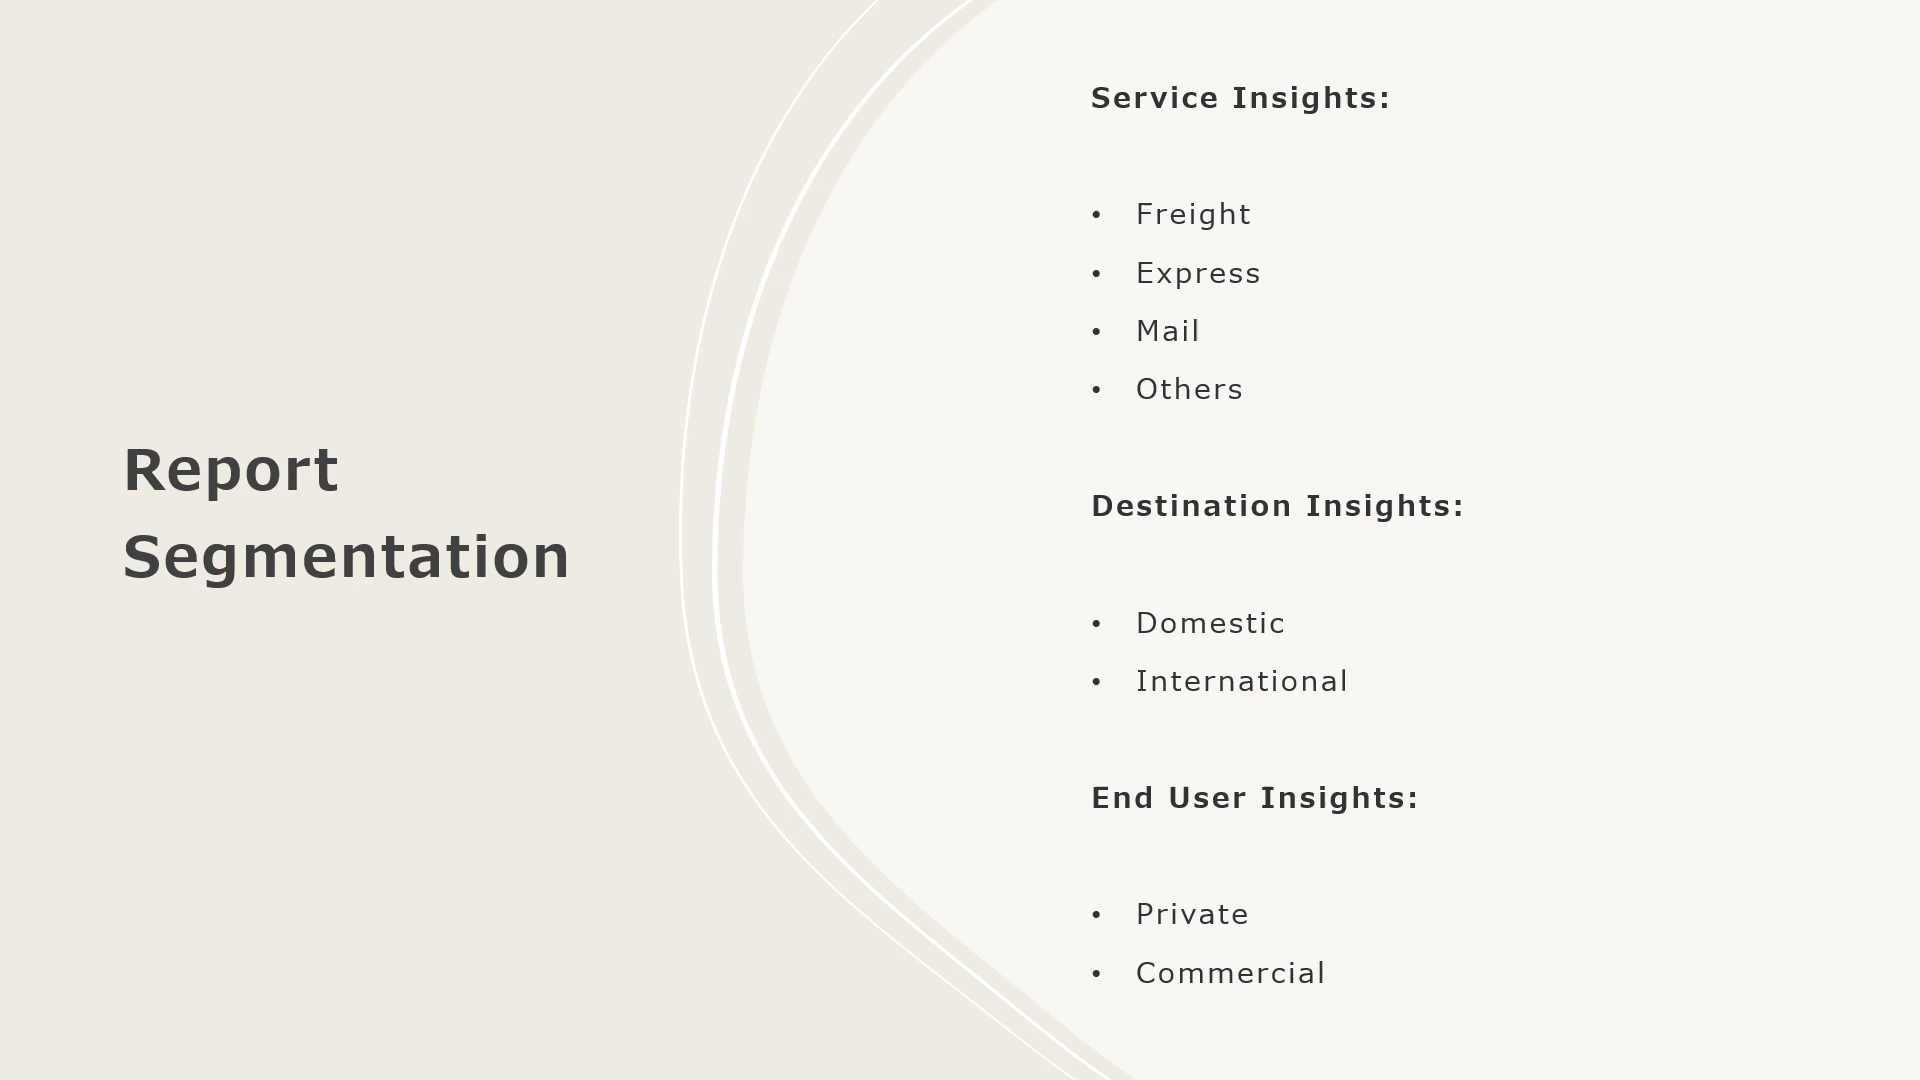 Report
Segmentation
Service Insights:
• Freight
• Express
• Mail
• Others
Destination Insights:
• Domestic
• International
End User Insights:
• Private
• Commercial